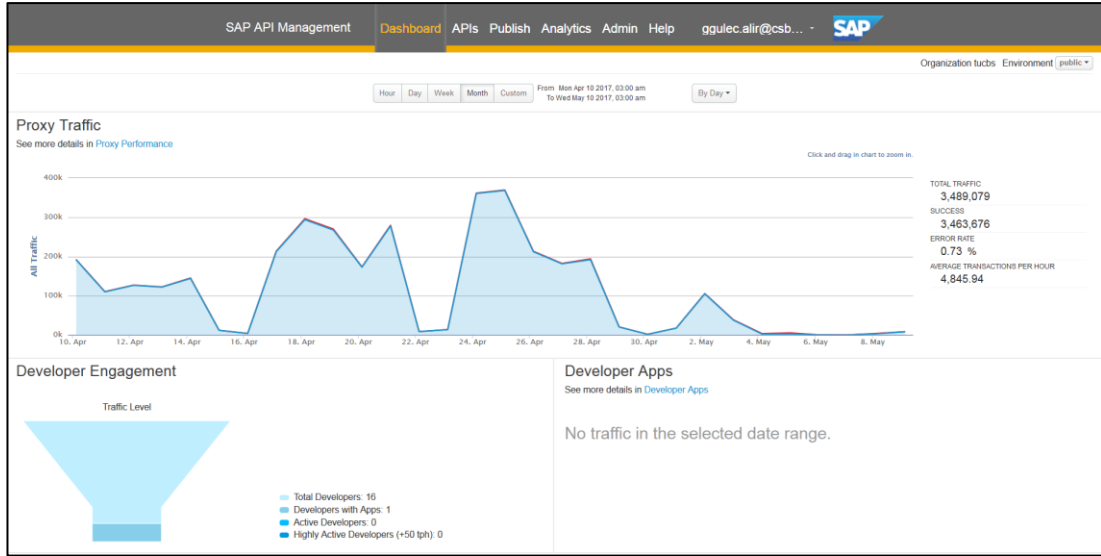 SAP API Management Dashboard APIs Publish Analytics Admin Help ggulec.alir@csb... SAP
Organization tucbs Environment public
Hour Day Week Month Custom From Mon Apr 10 2017, 03:00 am By Day
To Wed May 10 2017, 03:00 am
Proxy Traffic
See more details in Proxy Performance
Click and drag in chart to zoom in.
400k
300k
200k
100k
0k
All Traffic
10. Apr 12. Apr 14. Apr 16. Apr 18. Apr 20. Apr 22. Apr 24. Apr 26. Apr 28. Apr 30. Apr 2. May 4. May 6. May 8. May
TOTAL TRAFFIC
3,489,079
SUCCESS
3,463,676
ERROR RATE
0.73 %
AVERAGE TRANSACTIONS PER HOUR
4,845.94
Developer Engagement
Traffic Level
Total Developers: 16
Developers with Apps: 1
Active Developers: 0
Highly Active Developers (+50 tph): 0
Developer Apps
See more details in Developer Apps
No traffic in the selected date range.